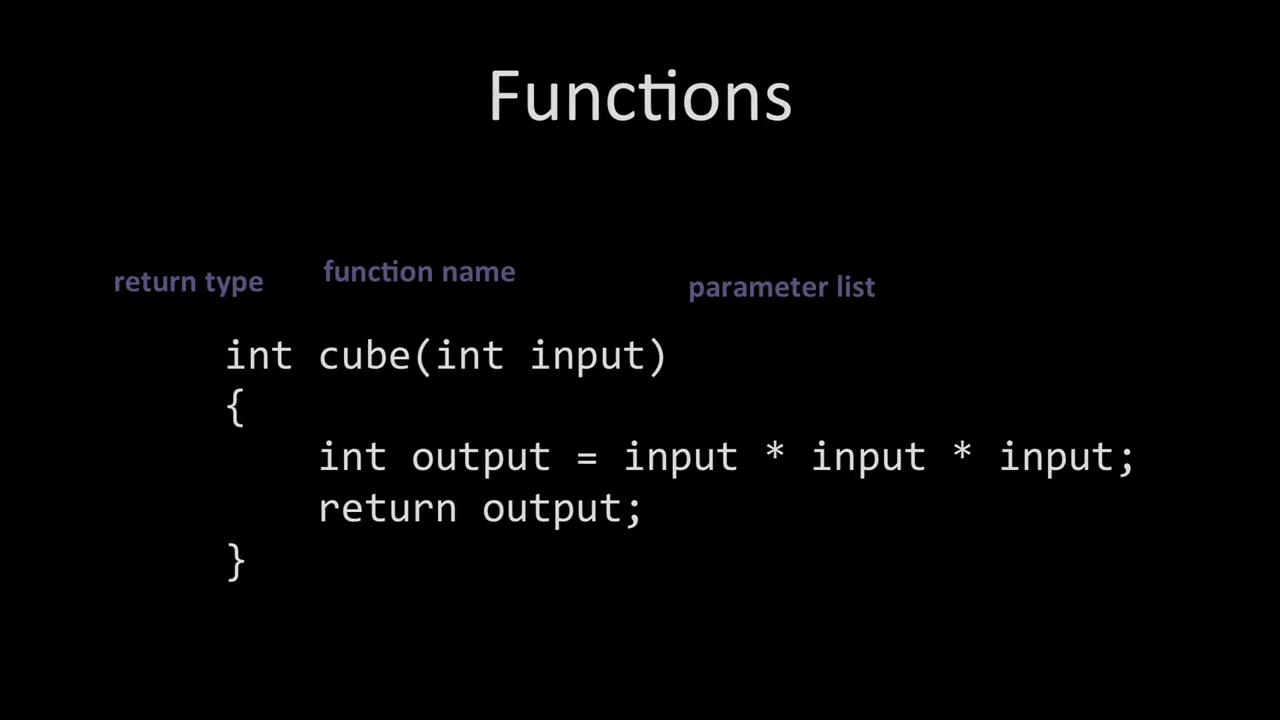 Functions
return type function name parameter list
int cube(int input)
{
int output = input * input * input;
return output;
}